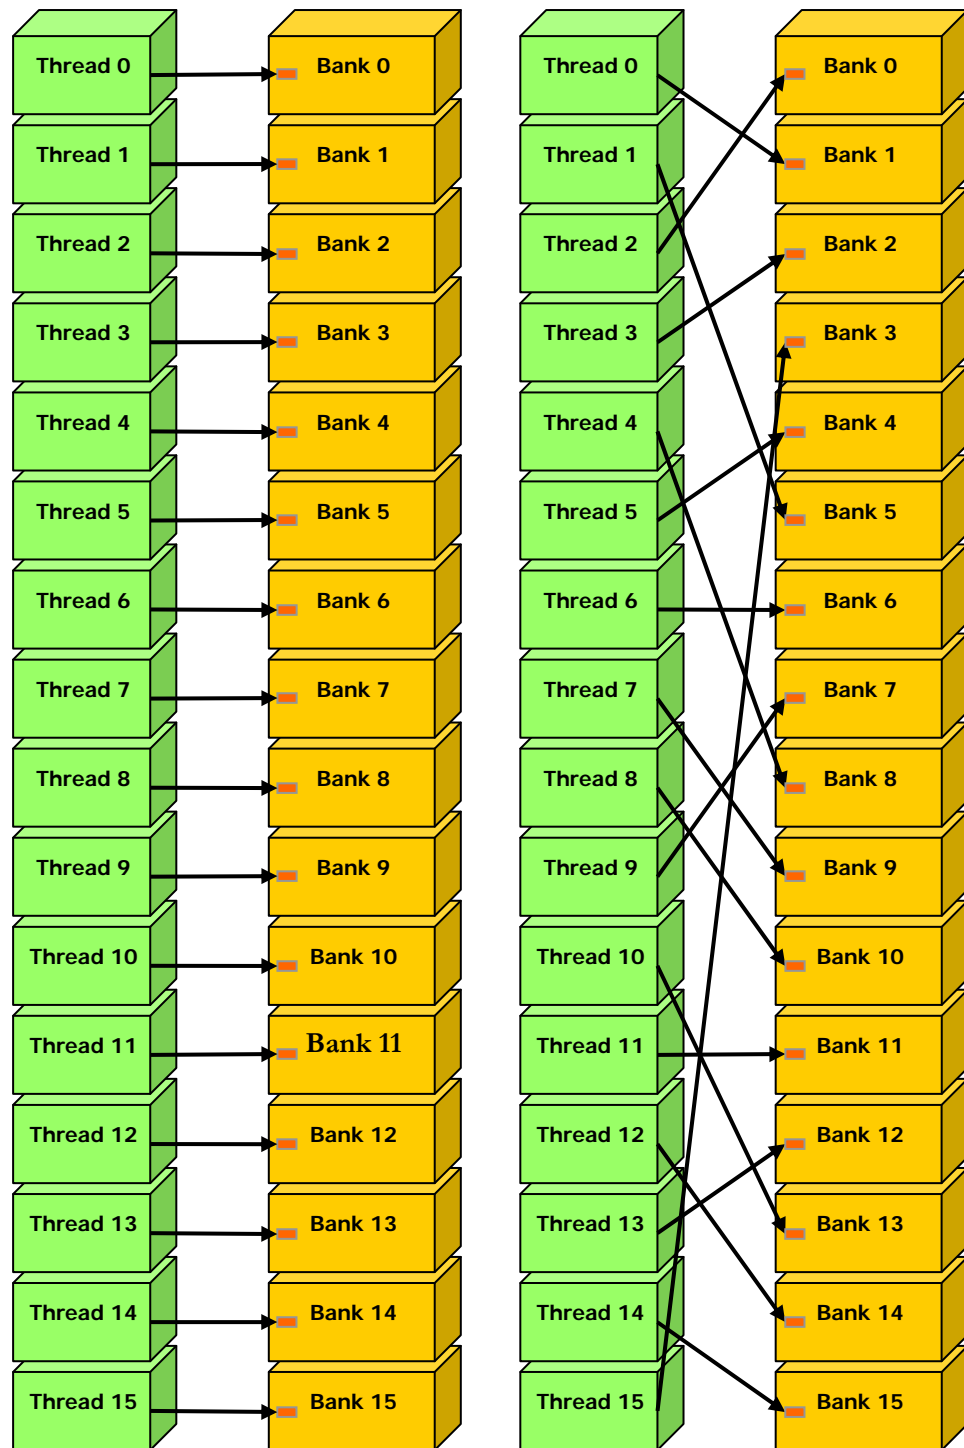 Thread 0 Bank 0 Thread 0 Bank 0
Thread 1 Bank 1 Thread 1 Bank 1
Thread 2 Bank 2 Thread 2 Bank 2
Thread 3 Bank 3 Thread 3 Bank 3
Thread 4 Bank 4 Thread 4 Bank 4
Thread 5 Bank 5 Thread 5 Bank 5
Thread 6 Bank 6 Thread 6 Bank 6
Thread 7 Bank 7 Thread 7 Bank 7
Thread 8 Bank 8 Thread 8 Bank 8
Thread 9 Bank 9 Thread 9 Bank 9
Thread 10 Bank 10 Thread 10 Bank 10
Thread 11 Bank 11 Thread 11 Bank 11
Thread 12 Bank 12 Thread 12 Bank 12
Thread 13 Bank 13 Thread 13 Bank 13
Thread 14 Bank 14 Thread 14 Bank 14
Thread 15 Bank 15 Thread 15 Bank 15